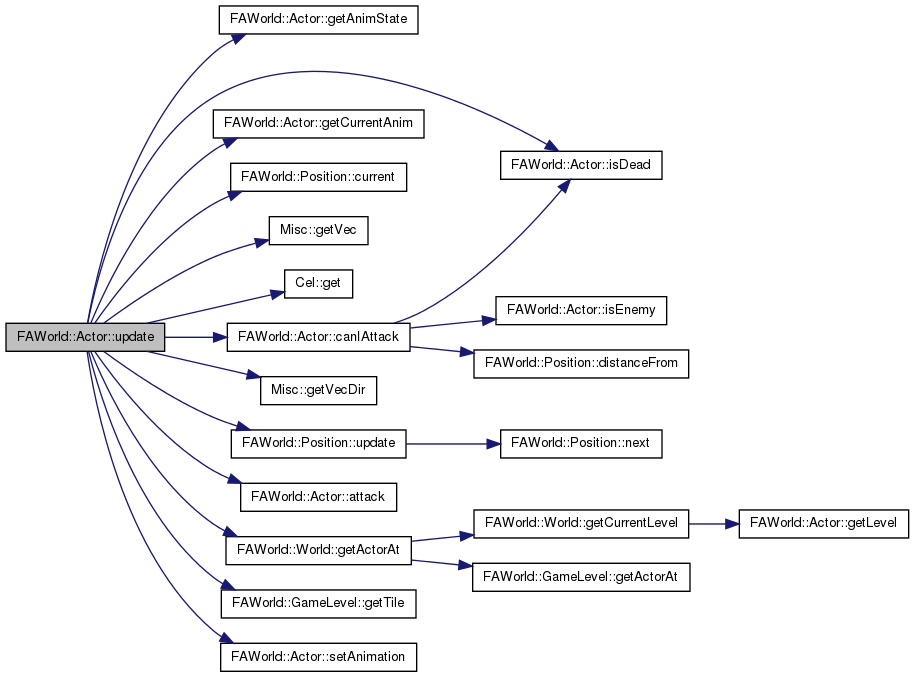 FAWorld::Actor::getAnimState
FAWorld::Actor::getCurrentAnim
FAWorld::Actor::isDead
FAWorld::Position::current
Misc::getVec
Cel::get
FAWorld::Actor::isEnemy
FAWorld::Actor::update
FAWorld::Actor::canIAttack
FAWorld::Position::distanceFrom
Misc::getVecDir
FAWorld::Position::update
FAWorld::Position::next
FAWorld::Actor::attack
FAWorld::World::getCurrentLevel
FAWorld::Actor::getLevel
FAWorld::World::getActorAt
FAWorld::GameLevel::getActorAt
FAWorld::GameLevel::getTile
FAWorld::Actor::setAnimation